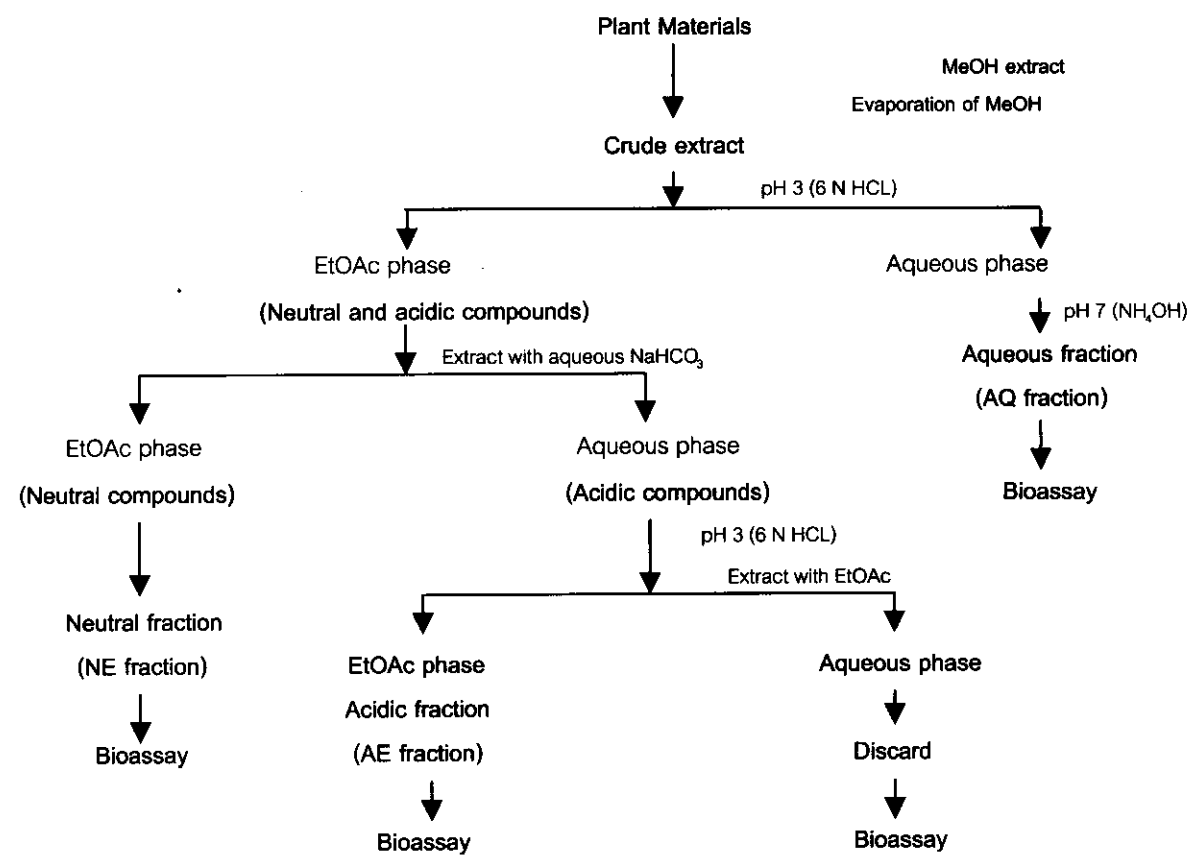 Plant Materials
MeOH extract
Evaporation of MeOH
Crude extract
pH 3 (6 N HCL)
EtOAc phase
Aqueous phase
(Neutral and acidic compounds)
pH 7 (NH₄OH)
Extract with aqueous NaHCO₃
Aqueous fraction
(AQ fraction)
EtOAc phase
Aqueous phase
(Neutral compounds)
(Acidic compounds)
Bioassay
pH 3 (6 N HCL)
Extract with EtOAc
Neutral fraction
(NE fraction)
EtOAc phase
Aqueous phase
Acidic fraction
Bioassay
(AE fraction)
Discard
Bioassay
Bioassay